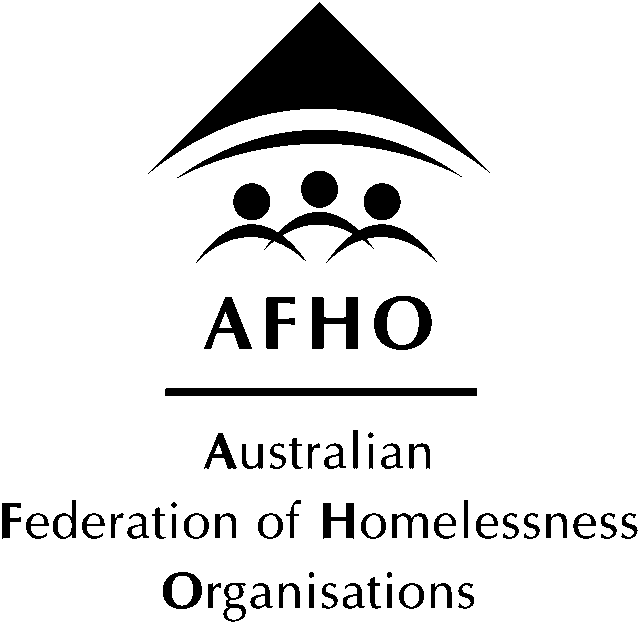 AFHO
Australian
Federation of Homelessness
Organisations